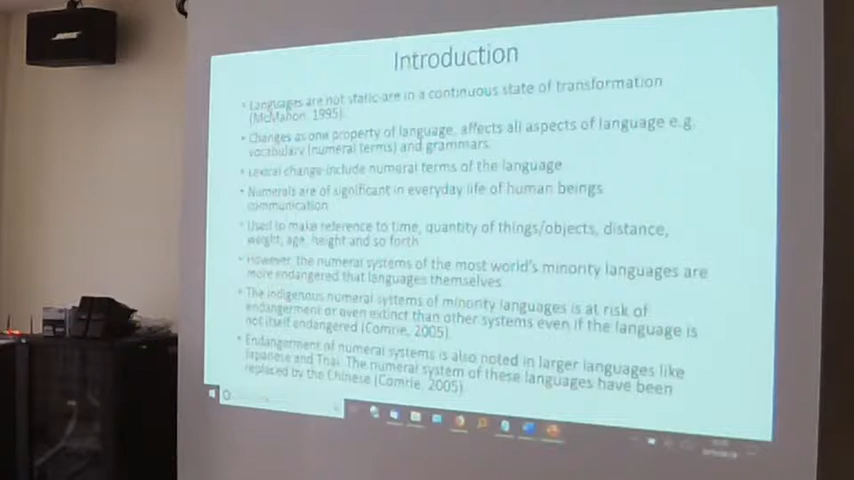 Introduction
• Languages are not static-are in a continuous state of transformation
(McMahon. 1995).
• Changes as one property of language, affects all aspects of language e.g.
vocabulary (numeral terms) and grammars.
• Lexical change-include numeral terms of the language
• Numerals are of significant in everyday life of human beings
communication
• Used to make reference to time, quantity of things/objects, distance,
weight, age, height and so forth
• However, the numeral systems of the most world's minority languages are
more endangered that languages themselves
• The indigenous numeral systems of minority languages is at risk of
endangerment or even extinct than other systems even if the language is
not itself endangered (Comrie, 2005).
• Endangerment of numeral systems is also noted in larger languages like
Japanese and Thai. The numeral system of these languages have been
replaced by the Chinese (Comrie, 2005).